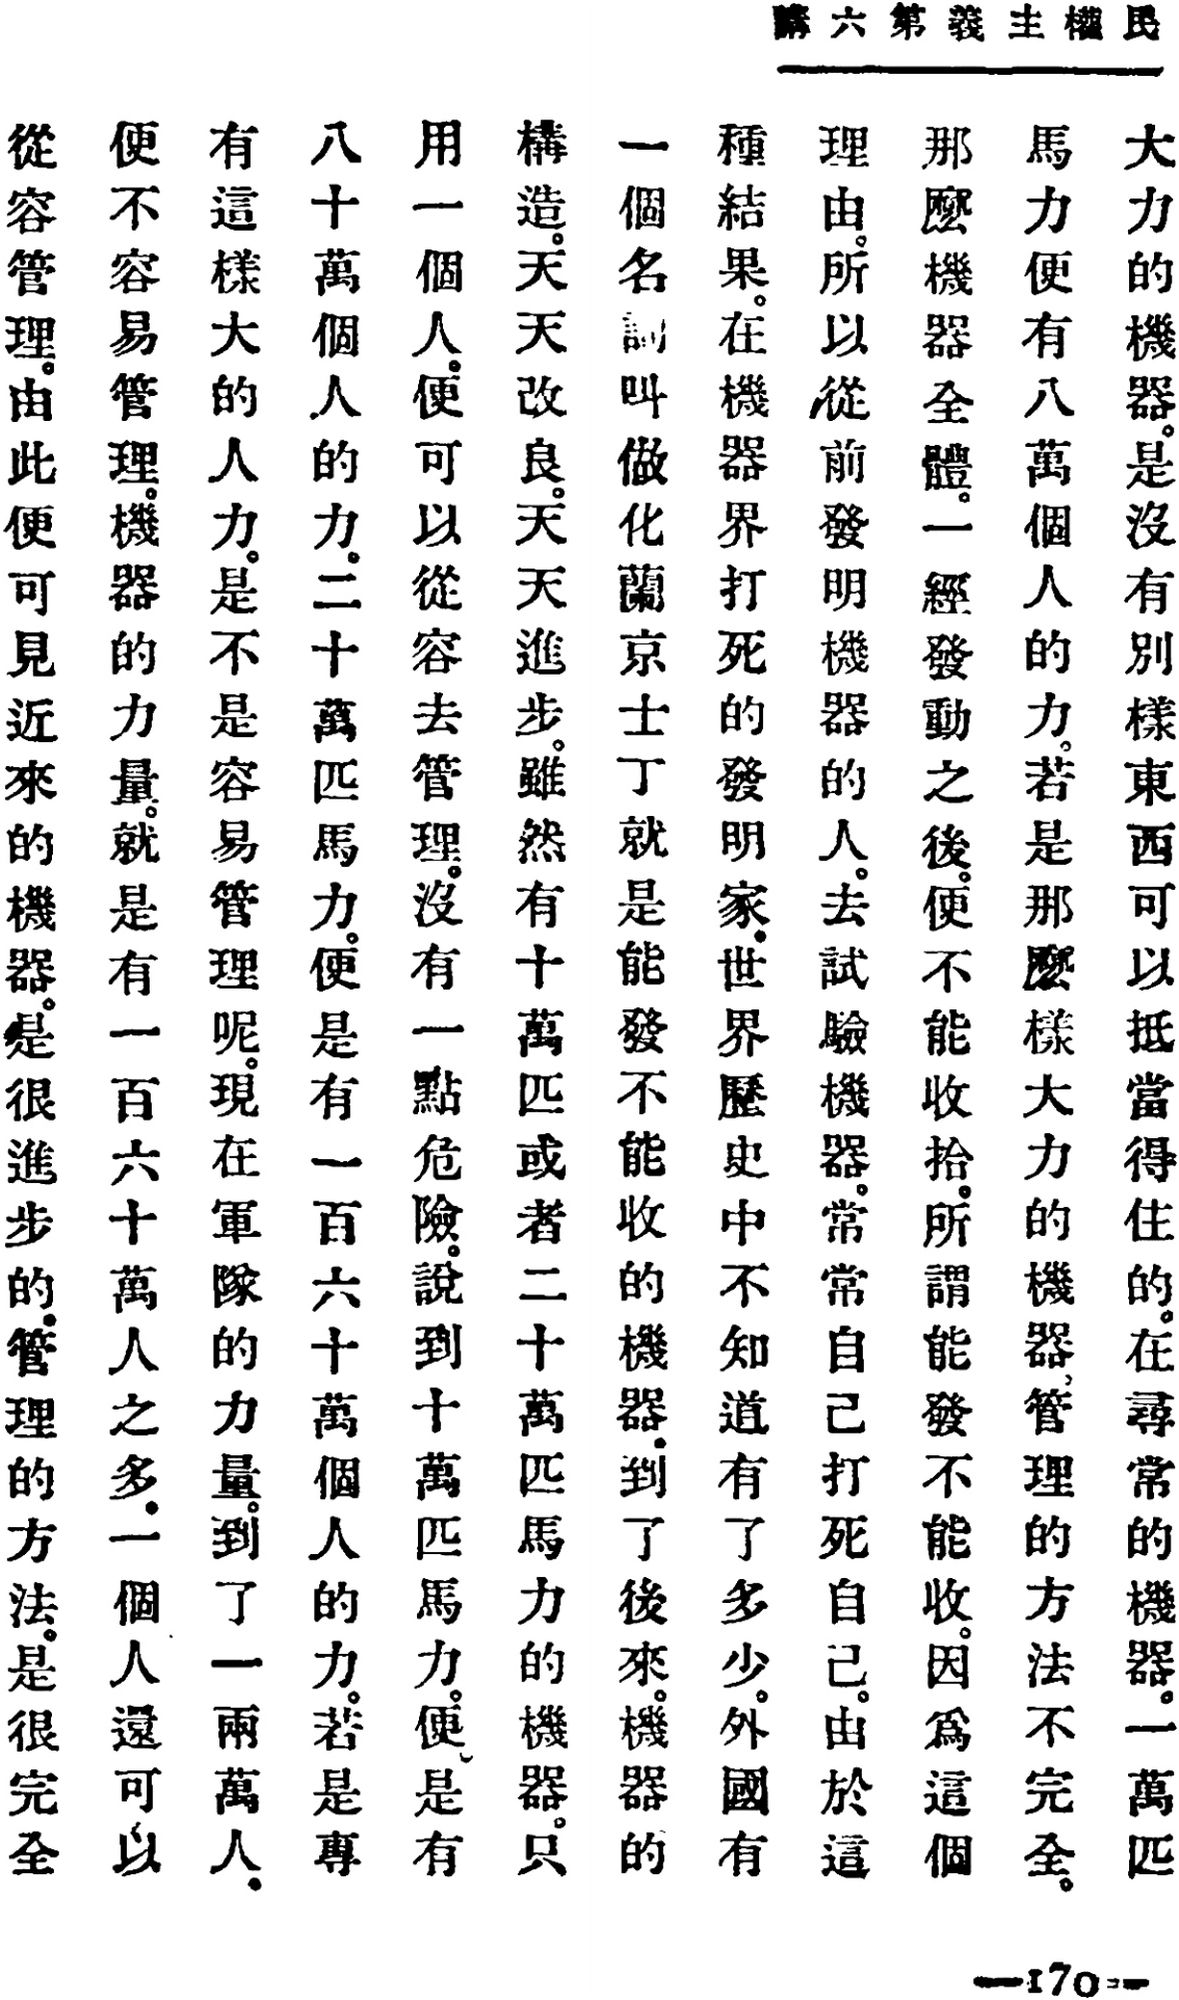 民權主義第六講
大力的機器。是沒有別樣東西可以抵當得住的。在尋常的機器。一萬匹
馬力便有八萬個人的力。若是那麼樣大力的機器、管理的方法不完全。
那麼機器全體。一經發動之後。便不能收拾。所謂能發不能收。因爲這個
理由。所以從前發明機器的人。去試驗機器。常常自己打死自己。由於這
種結果。在機器界打死的發明家。世界歷史中不知道有了多少。外國有
一個名詞叫做化蘭京士丁就是能發不能收的機器。到了後來。機器的
構造。天天改良。天天進步。雖然有十萬匹或者二十萬匹馬力的機器。只
用一個人。便可以從容去管理。沒有一點危險。說到十萬匹馬力。便是有
八十萬個人的力。二十萬匹馬力。便是有一百六十萬個人的力。若是專
有這樣大的人力。是不是容易管理呢。現在軍隊的力量。到了一兩萬人。
便不容易管理。機器的力量。就是有一百六十萬人之多。一個人還可以
從容管理。由此便可見近來的機器。是很進步的。管理的方法。是很完全
—170—